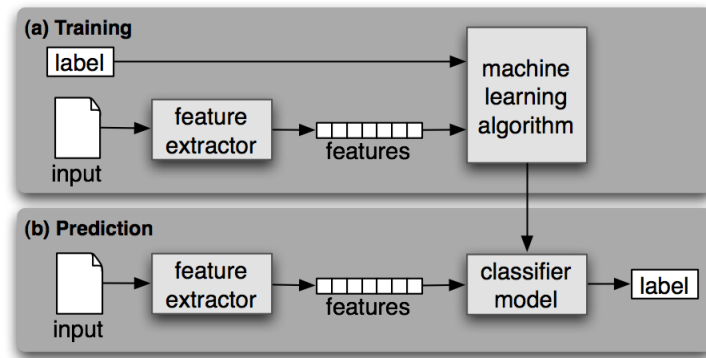 (a) Training
label
machine
learning
algorithm
feature
extractor
features
input
(b) Prediction
feature
extractor
features
classifier
model
label
input